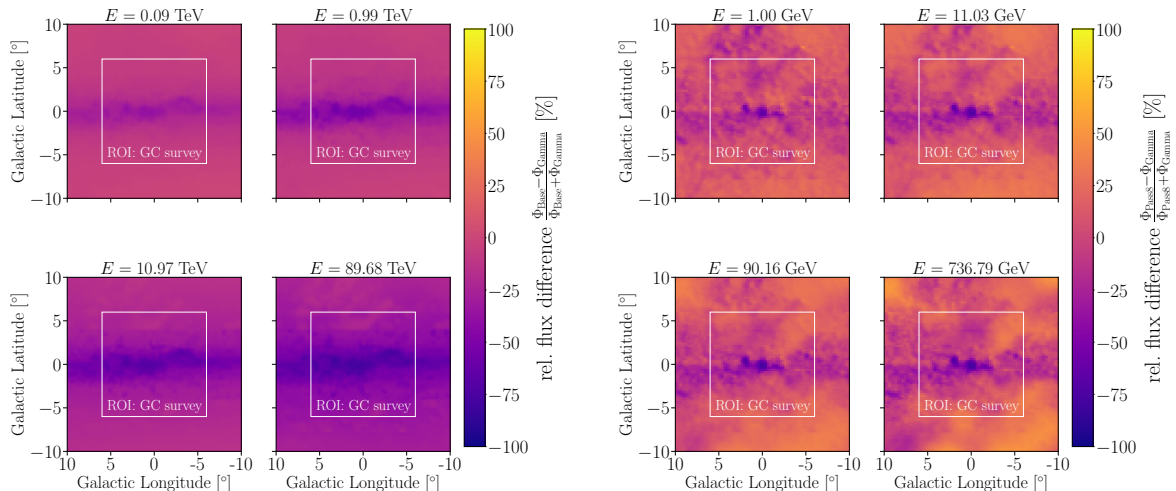 E = 0.09 TeV
E = 0.99 TeV
10
5
0
−5
−10
Galactic Latitude [°]
ROI: GC survey
ROI: GC survey
E = 10.97 TeV
E = 89.68 TeV
10
5
0
−5
−10
Galactic Latitude [°]
ROI: GC survey
ROI: GC survey
10 5 0 -5 -10
10 5 0 -5 -10
Galactic Longitude [°]
Galactic Longitude [°]
100
75
50
25
0
−25
−50
−75
−100
rel. flux difference (Φ_Base−Φ_Gamma)/(Φ_Base+Φ_Gamma) [%]
E = 1.00 GeV
E = 11.03 GeV
10
5
0
−5
−10
Galactic Latitude [°]
ROI: GC survey
ROI: GC survey
E = 90.16 GeV
E = 736.79 GeV
10
5
0
−5
−10
Galactic Latitude [°]
ROI: GC survey
ROI: GC survey
10 5 0 -5 -10
10 5 0 -5 -10
Galactic Longitude [°]
Galactic Longitude [°]
100
75
50
25
0
−25
−50
−75
−100
rel. flux difference (Φ_Pass8−Φ_Gamma)/(Φ_Pass8+Φ_Gamma) [%]